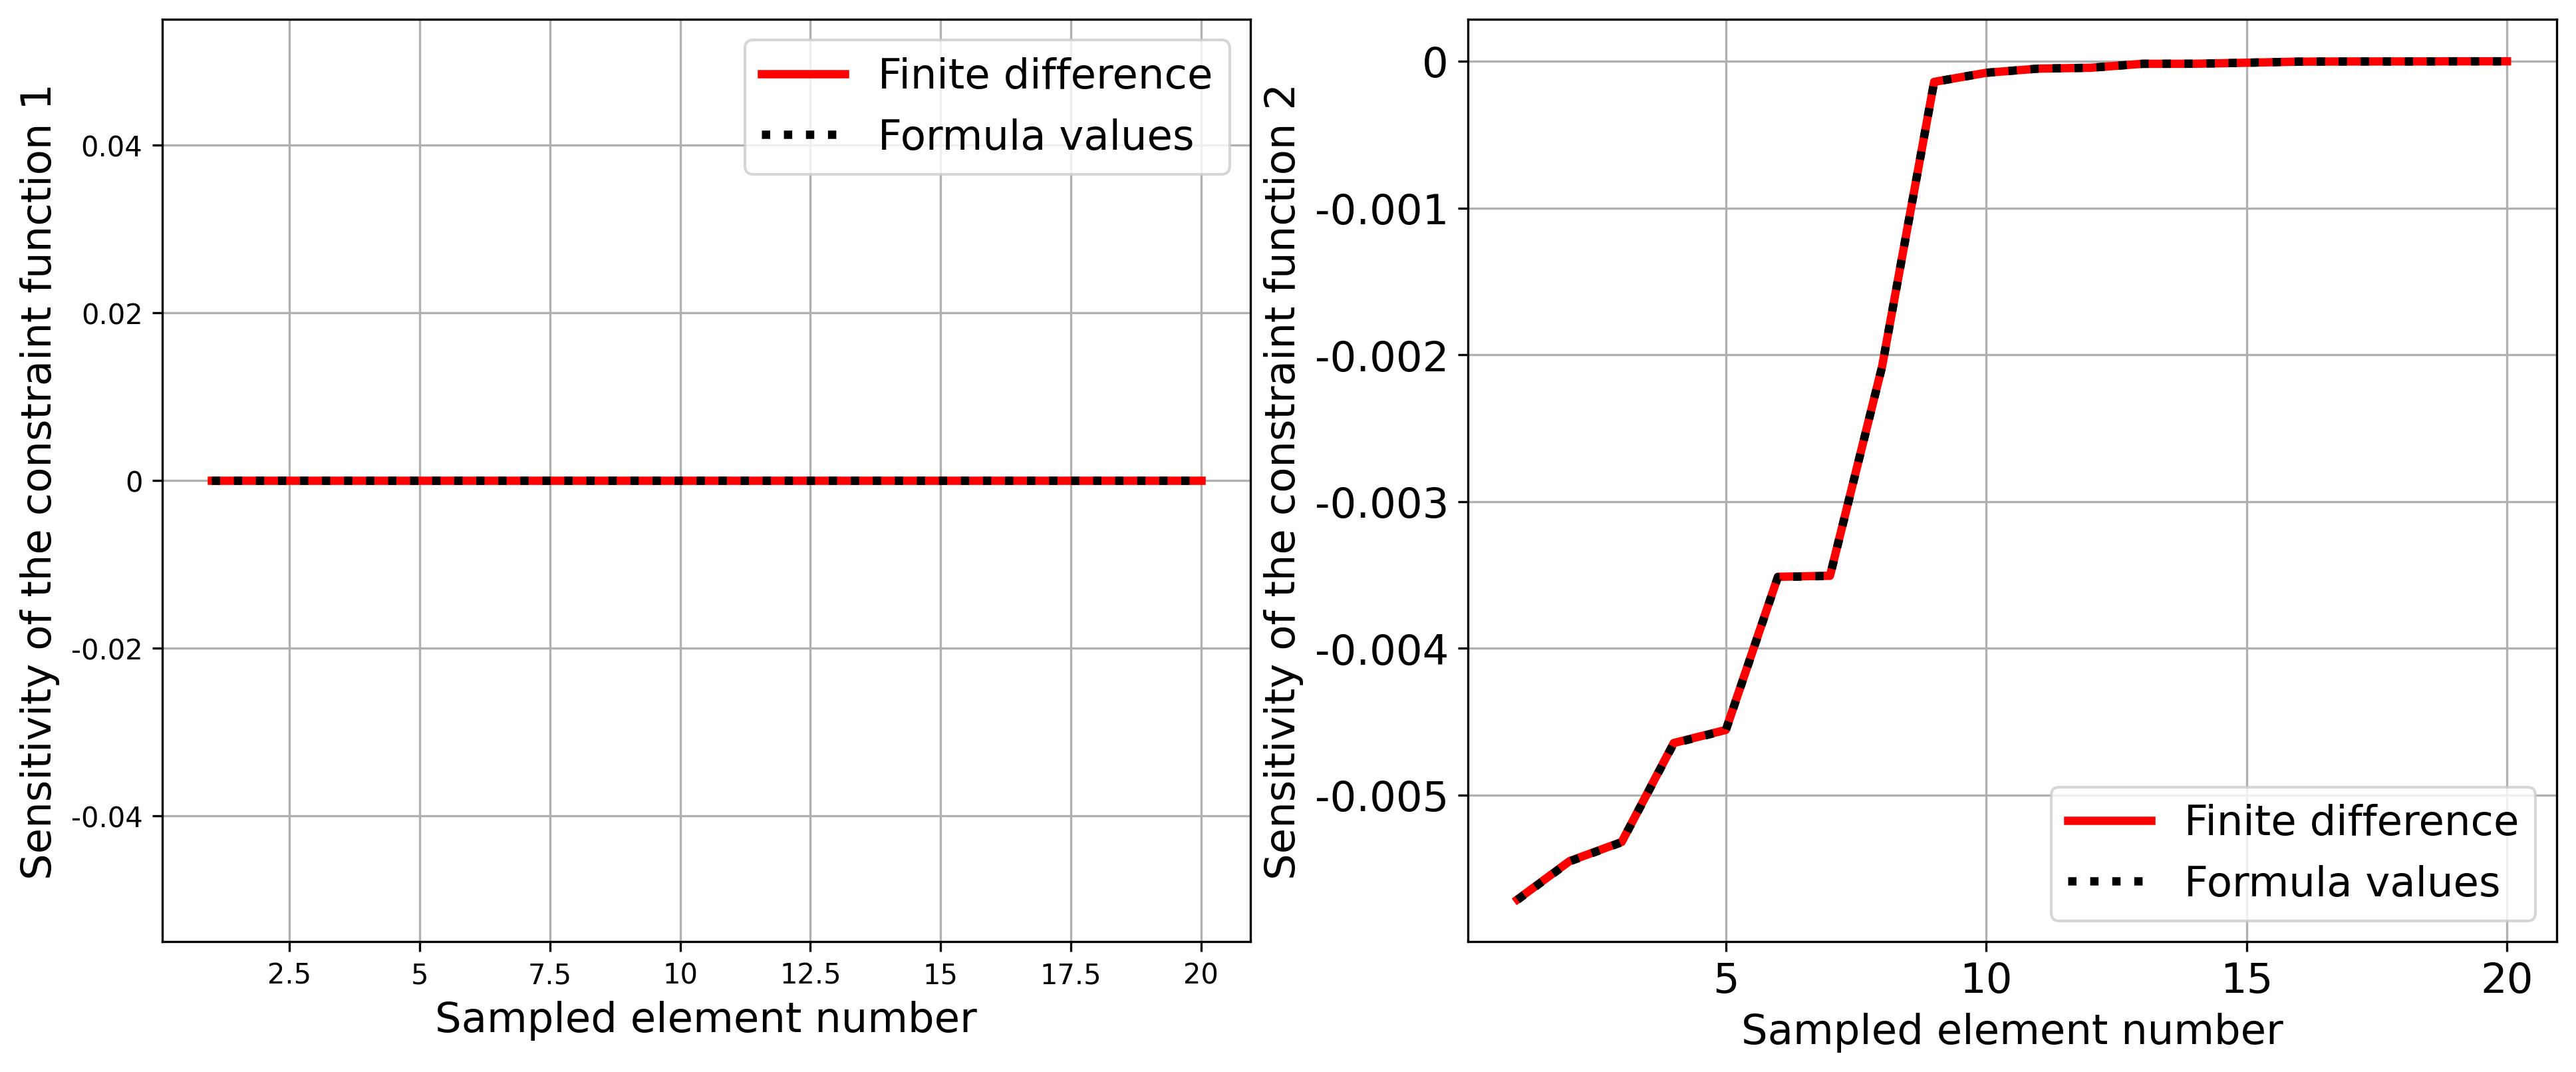 Sensitivity of the constraint function 1
0.04
0.02
0
-0.02
-0.04
Finite difference
Formula values
2.5 5 7.5 10 12.5 15 17.5 20
Sampled element number
Sensitivity of the constraint function 2
0
-0.001
-0.002
-0.003
-0.004
-0.005
Finite difference
Formula values
5 10 15 20
Sampled element number